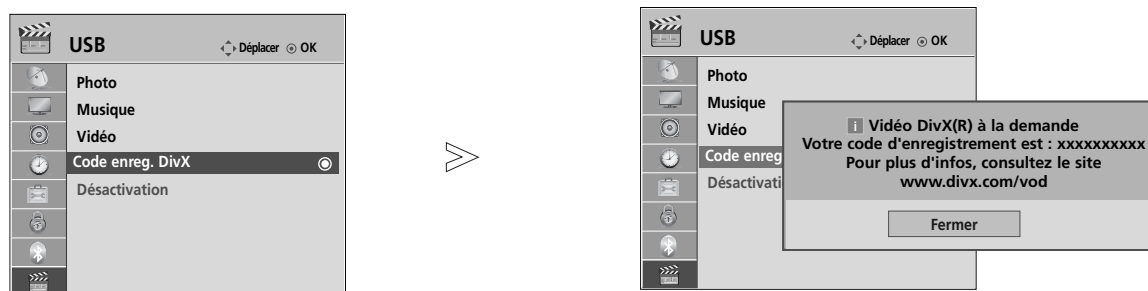 USB
Déplacer OK
Photo
Musique
Vidéo
Code enreg. DivX
Désactivation
USB
Déplacer OK
Photo
Musique
Vidéo
Code enreg
Désactivati
i Vidéo DivX(R) à la demande
Votre code d'enregistrement est : xxxxxxxxxx
Pour plus d'infos, consultez le site
www.divx.com/vod
Fermer